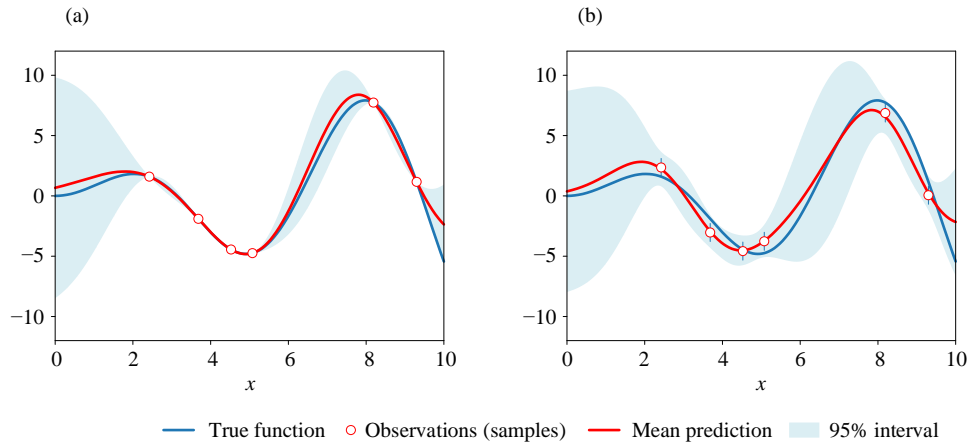 (a)
10
5
0
−5
−10
0 2 4 6 8 10
x
(b)
10
5
0
−5
−10
0 2 4 6 8 10
x
True function Observations (samples) Mean prediction 95% interval